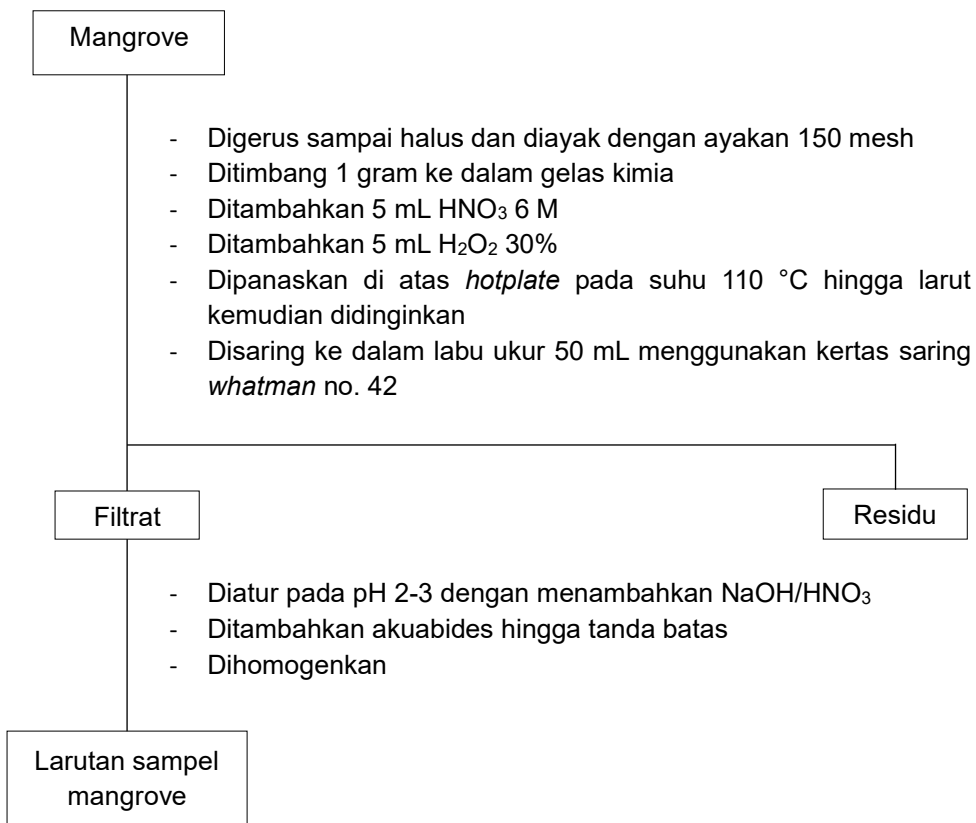 Mangrove
- Digerus sampai halus dan diayak dengan ayakan 150 mesh
- Ditimbang 1 gram ke dalam gelas kimia
- Ditambahkan 5 mL HNO₃ 6 M
- Ditambahkan 5 mL H₂O₂ 30%
- Dipanaskan di atas hotplate pada suhu 110 °C hingga larut
kemudian didinginkan
- Disaring ke dalam labu ukur 50 mL menggunakan kertas saring
whatman no. 42
Filtrat
Residu
- Diatur pada pH 2-3 dengan menambahkan NaOH/HNO₃
- Ditambahkan akuabides hingga tanda batas
- Dihomogenkan
Larutan sampel
mangrove